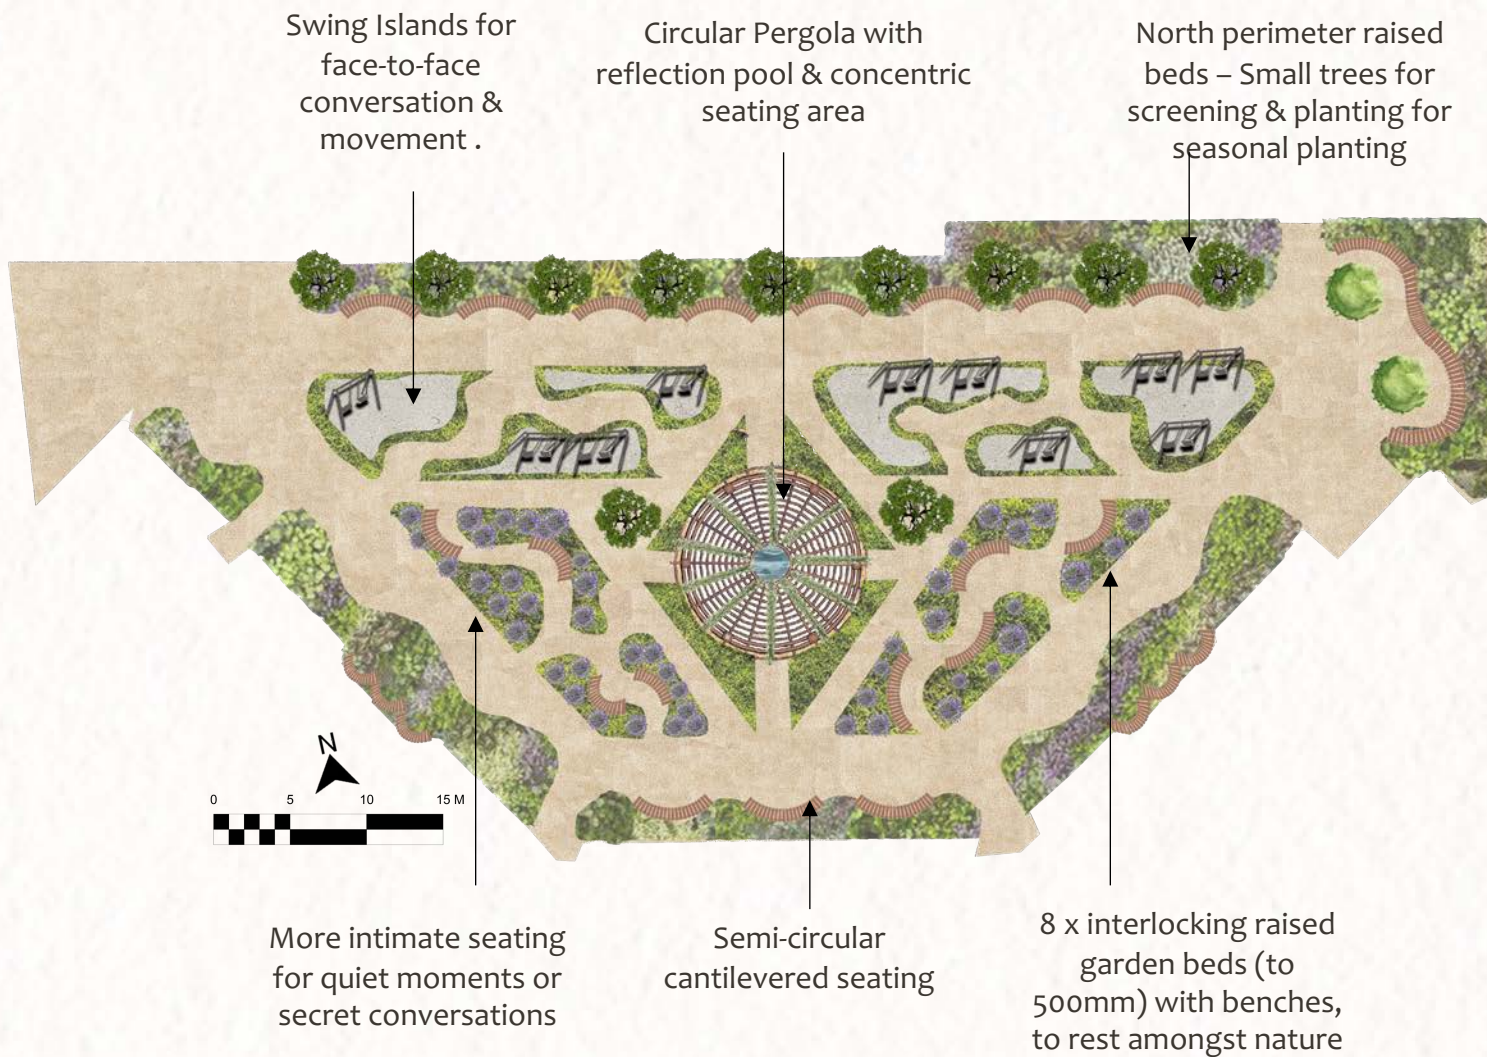 Swing Islands for
face-to-face
conversation &
movement .
Circular Pergola with
reflection pool & concentric
seating area
North perimeter raised
beds – Small trees for
screening & planting for
seasonal planting
N
0 5 10 15 M
More intimate seating
for quiet moments or
secret conversations
Semi-circular
cantilevered seating
8 x interlocking raised
garden beds (to
500mm) with benches,
to rest amongst nature